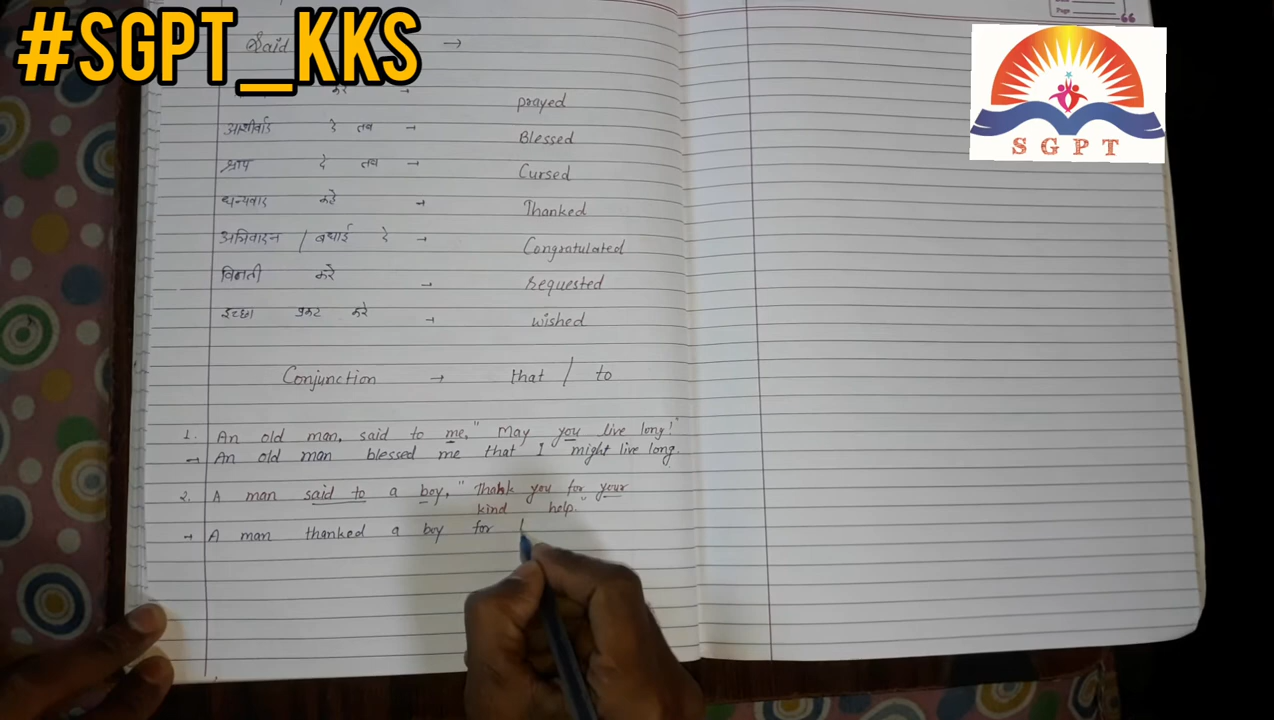 #SGPT_KKS
Page
SGPT
Said →
करे → prayed
आशीर्वाद दे तब → Blessed
श्राप दे तब → Cursed
धन्यवाद कहे → Thanked
अभिवादन / बधाई दे → Congratulated
विनती करे → requested
इच्छा प्रकट करे → wished
Conjunction → that / to
1. An old man, said to me, "May you live long!"
→ An old man blessed me that I might live long.
2. A man said to a boy, "Thank you for your
kind help."
→ A man thanked a boy for